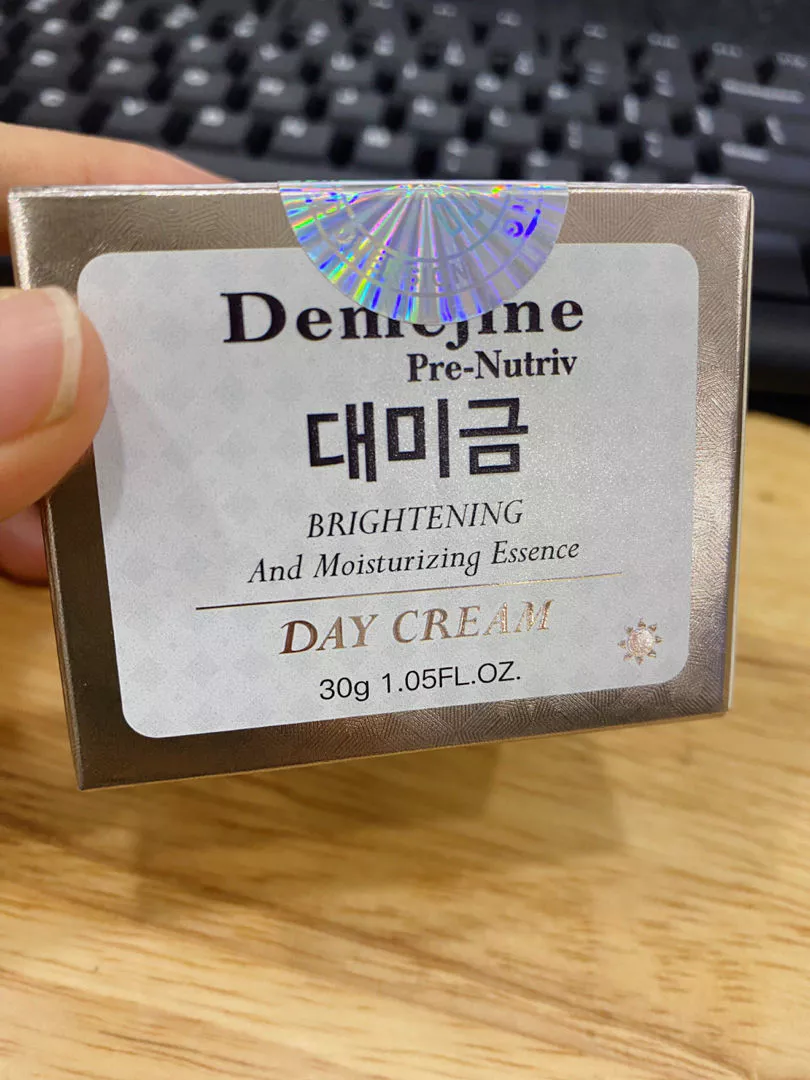 Demejine
Pre-Nutriv
대미금
BRIGHTENING
And Moisturizing Essence
DAY CREAM
30g 1.05FL.OZ.